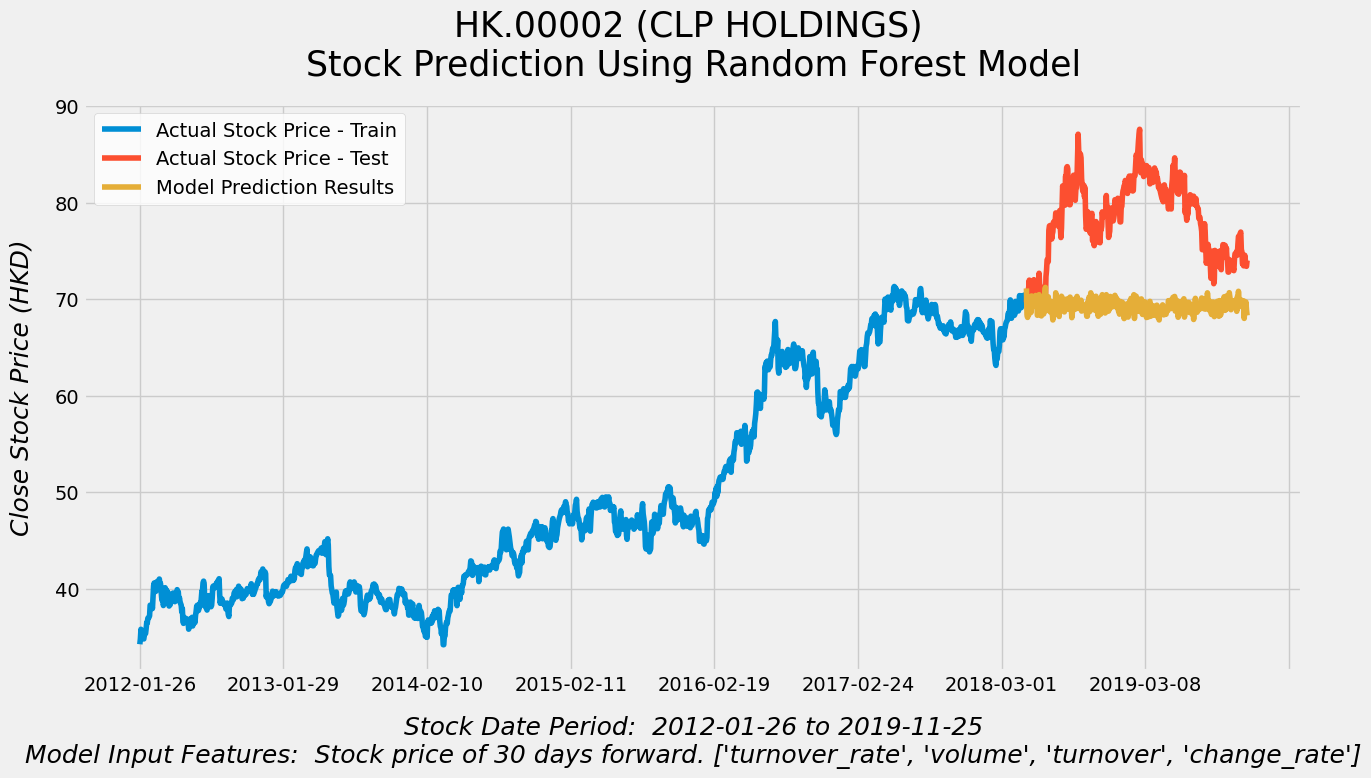 HK.00002 (CLP HOLDINGS)
Stock Prediction Using Random Forest Model
Close Stock Price (HKD)
90
80
70
60
50
40
Actual Stock Price - Train
Actual Stock Price - Test
Model Prediction Results
2012-01-26
2013-01-29
2014-02-10
2015-02-11
2016-02-19
2017-02-24
2018-03-01
2019-03-08
Stock Date Period:  2012-01-26 to 2019-11-25
Model Input Features:  Stock price of 30 days forward. ['turnover_rate', 'volume', 'turnover', 'change_rate']